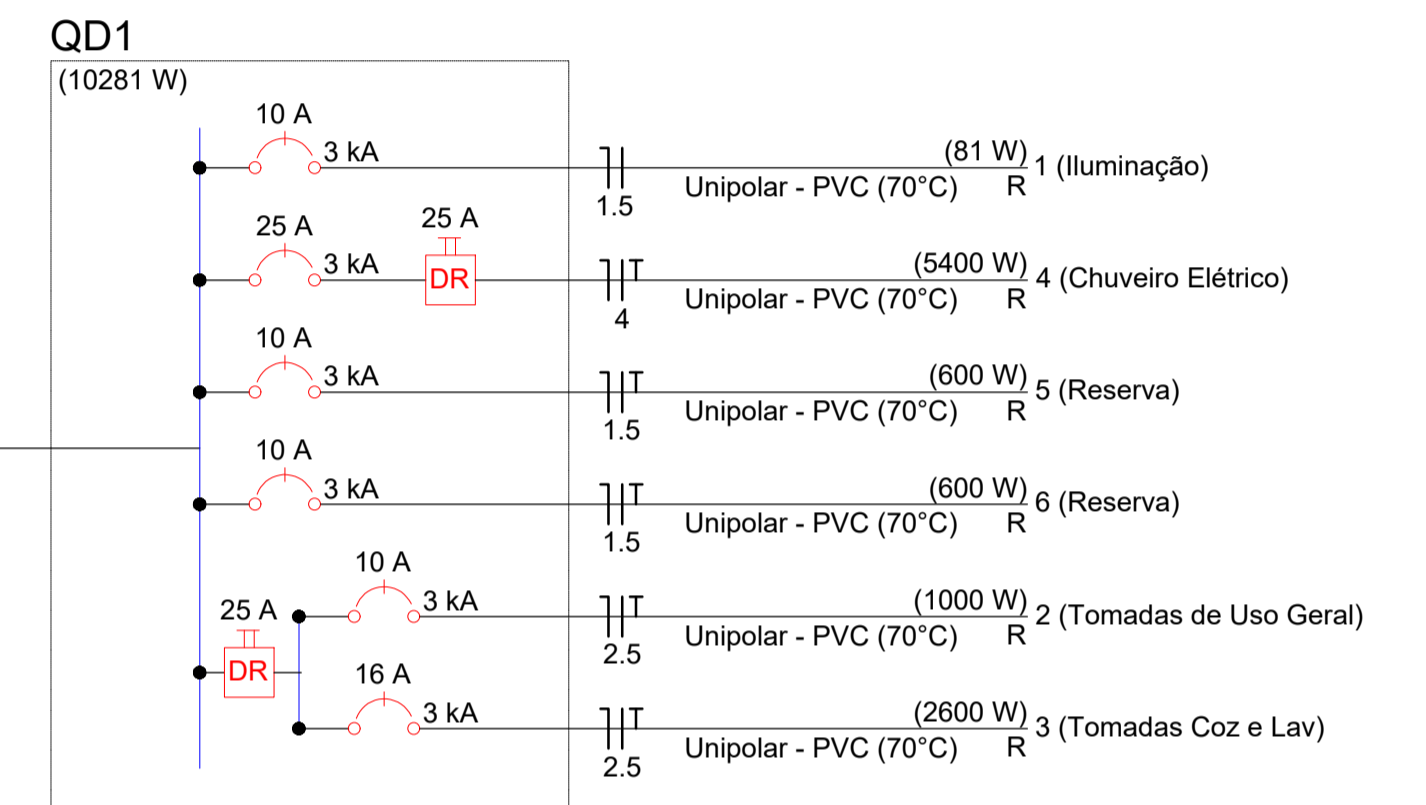 QD1
(10281 W)
10 A
3 kA
1.5
(81 W)
Unipolar - PVC (70°C) R
1 (Iluminação)
25 A
3 kA
25 A
DR
4
(5400 W)
Unipolar - PVC (70°C) R
4 (Chuveiro Elétrico)
10 A
3 kA
1.5
(600 W)
Unipolar - PVC (70°C) R
5 (Reserva)
10 A
3 kA
1.5
(600 W)
Unipolar - PVC (70°C) R
6 (Reserva)
25 A
DR
10 A
3 kA
2.5
(1000 W)
Unipolar - PVC (70°C) R
2 (Tomadas de Uso Geral)
16 A
3 kA
2.5
(2600 W)
Unipolar - PVC (70°C) R
3 (Tomadas Coz e Lav)